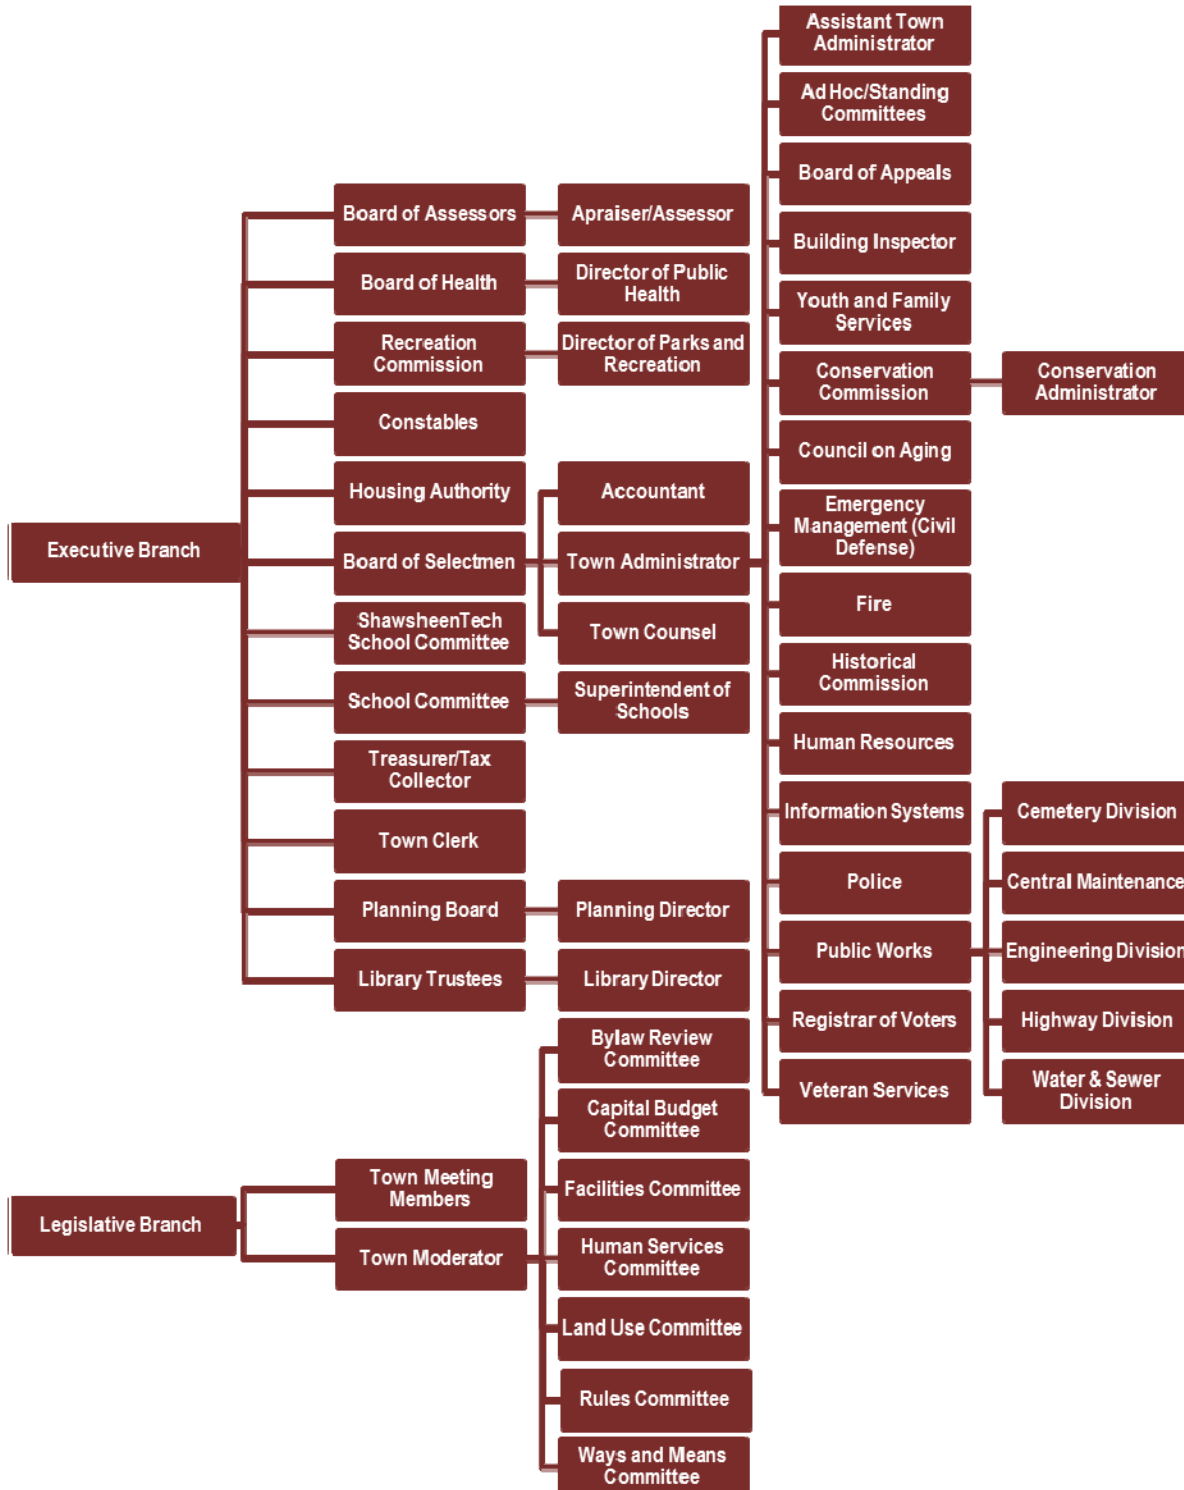 Executive Branch
Board of Assessors
Apraiser/Assessor
Board of Health
Director of Public
Health
Recreation
Commission
Director of Parks and
Recreation
Constables
Housing Authority
Board of Selectmen
Accountant
Town Administrator
Assistant Town
Administrator
Ad Hoc/Standing
Committees
Board of Appeals
Building Inspector
Youth and Family
Services
Conservation
Commission
Conservation
Administrator
Council on Aging
Emergency
Management (Civil
Defense)
Fire
Historical
Commission
Human Resources
Information Systems
Police
Public Works
Cemetery Division
Central Maintenance
Engineering Division
Highway Division
Water & Sewer
Division
Registrar of Voters
Veteran Services
Town Counsel
ShawsheenTech
School Committee
School Committee
Superintendent of
Schools
Treasurer/Tax
Collector
Town Clerk
Planning Board
Planning Director
Library Trustees
Library Director
Legislative Branch
Town Meeting
Members
Town Moderator
Bylaw Review
Committee
Capital Budget
Committee
Facilities Committee
Human Services
Committee
Land Use Committee
Rules Committee
Ways and Means
Committee